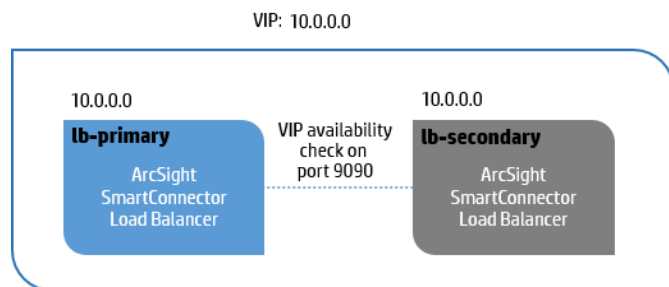 VIP: 10.0.0.0
10.0.0.0
lb-primary
ArcSight
SmartConnector
Load Balancer
VIP availability
check on
port 9090
10.0.0.0
lb-secondary
ArcSight
SmartConnector
Load Balancer